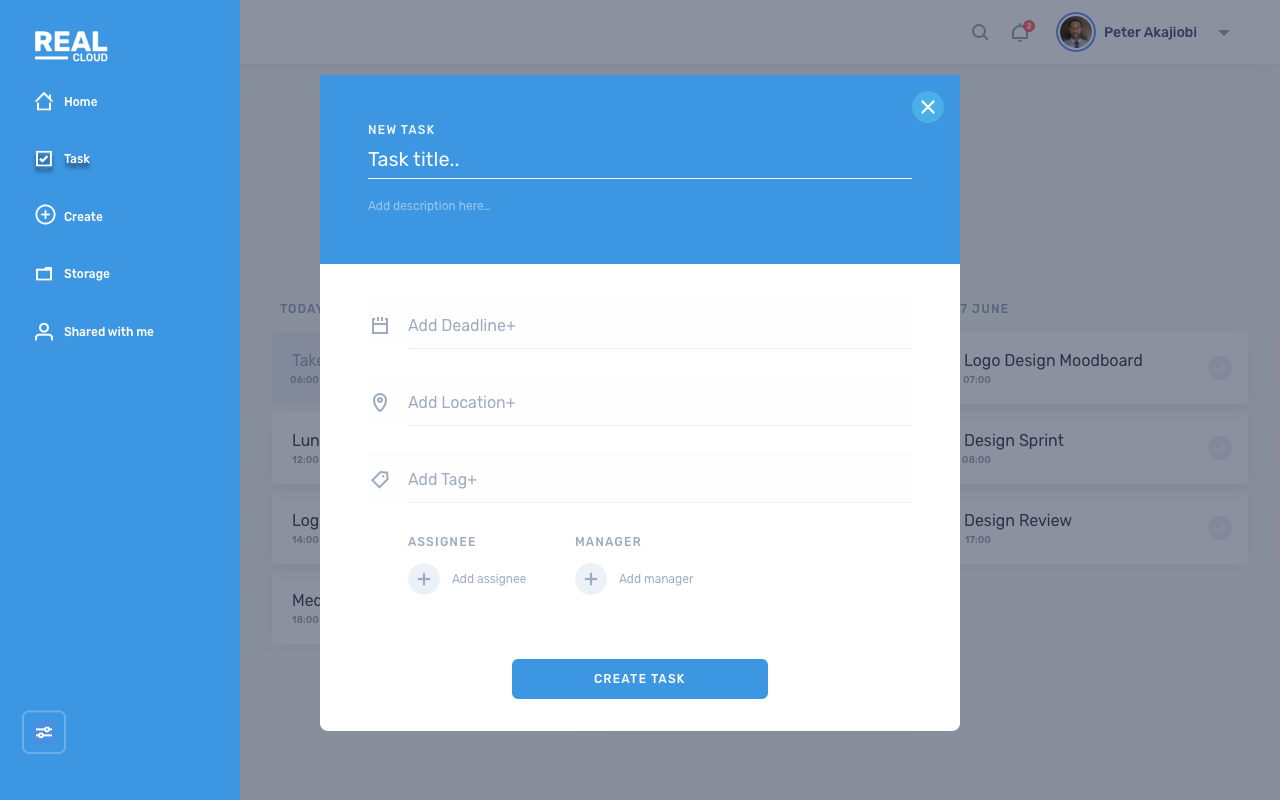 REAL
CLOUD
Home
Task
Create
Storage
Shared with me
2
Peter Akajiobi
NEW TASK
Task title..
Add description here...
Add Deadline+
Add Location+
Add Tag+
ASSIGNEE
MANAGER
Add assignee
Add manager
CREATE TASK
TODAY
Take
06:00
Lun
12:00
Log
14:00
Med
18:00
7 JUNE
Logo Design Moodboard
07:00
Design Sprint
08:00
Design Review
17:00